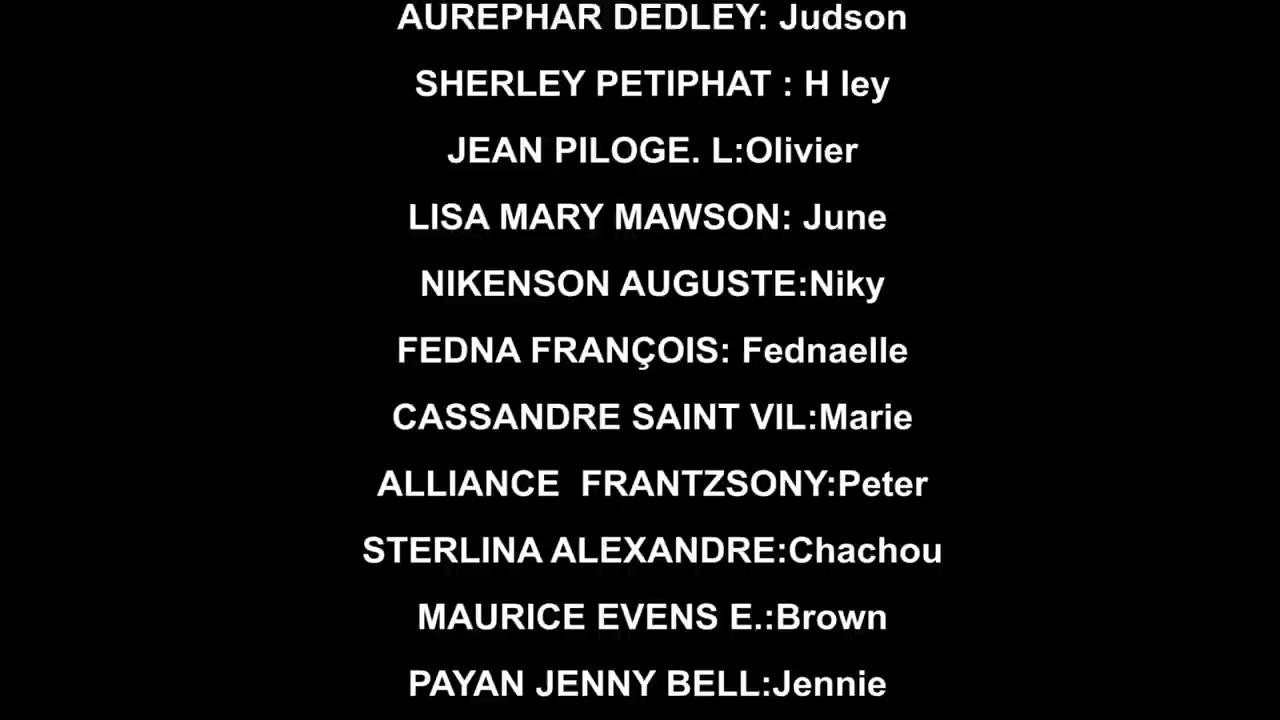 AUREPHAR DEDLEY: Judson
SHERLEY PETIPHAT : H ley
JEAN PILOGE. L:Olivier
LISA MARY MAWSON: June
NIKENSON AUGUSTE:Niky
FEDNA FRANÇOIS: Fednaelle
CASSANDRE SAINT VIL:Marie
ALLIANCE  FRANTZSONY:Peter
STERLINA ALEXANDRE:Chachou
MAURICE EVENS E.:Brown
PAYAN JENNY BELL:Jennie